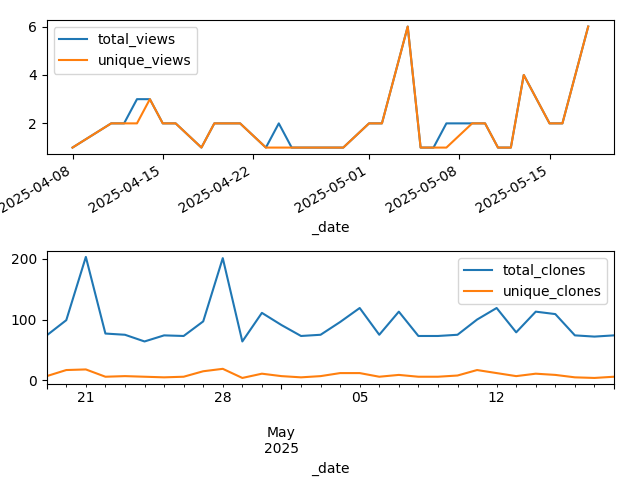 6
4
2
total_views
unique_views
2025-04-08
2025-04-15
2025-04-22
2025-05-01
2025-05-08
2025-05-15
_date
200
100
0
total_clones
unique_clones
21
28
05
12
May
2025
_date